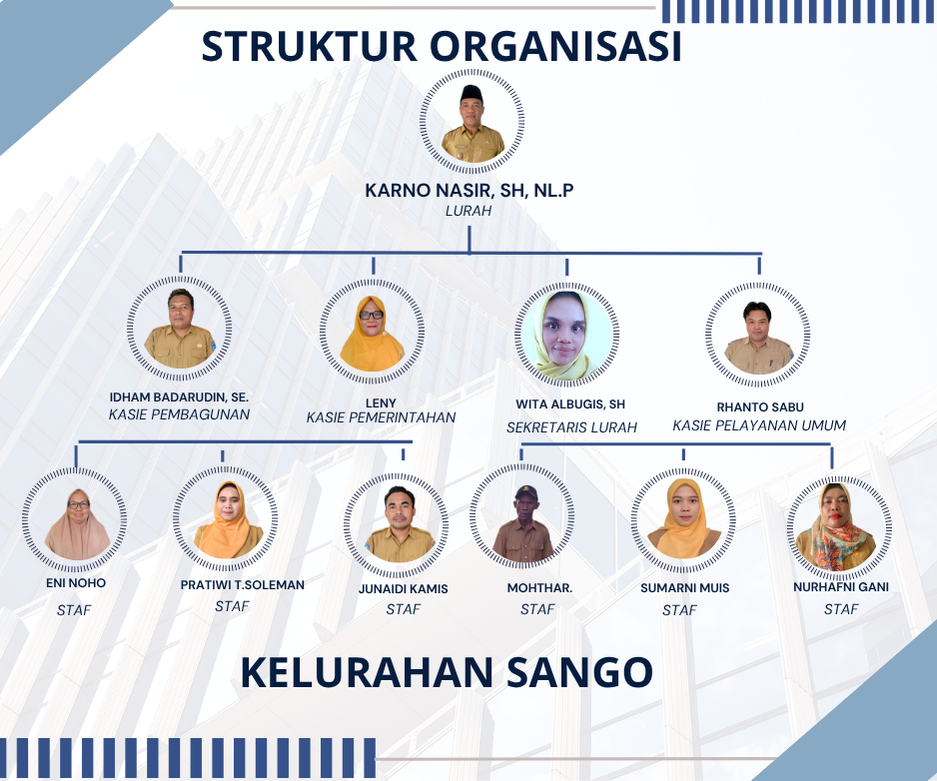 STRUKTUR ORGANISASI
KARNO NASIR, SH, NL.P
LURAH
IDHAM BADARUDIN, SE.
KASIE PEMBAGUNAN
LENY
KASIE PEMERINTAHAN
WITA ALBUGIS, SH
SEKRETARIS LURAH
RHANTO SABU
KASIE PELAYANAN UMUM
ENI NOHO
STAF
PRATIWI T.SOLEMAN
STAF
JUNAIDI KAMIS
STAF
MOHTHAR.
STAF
SUMARNI MUIS
STAF
NURHAFNI GANI
STAF
KELURAHAN SANGO